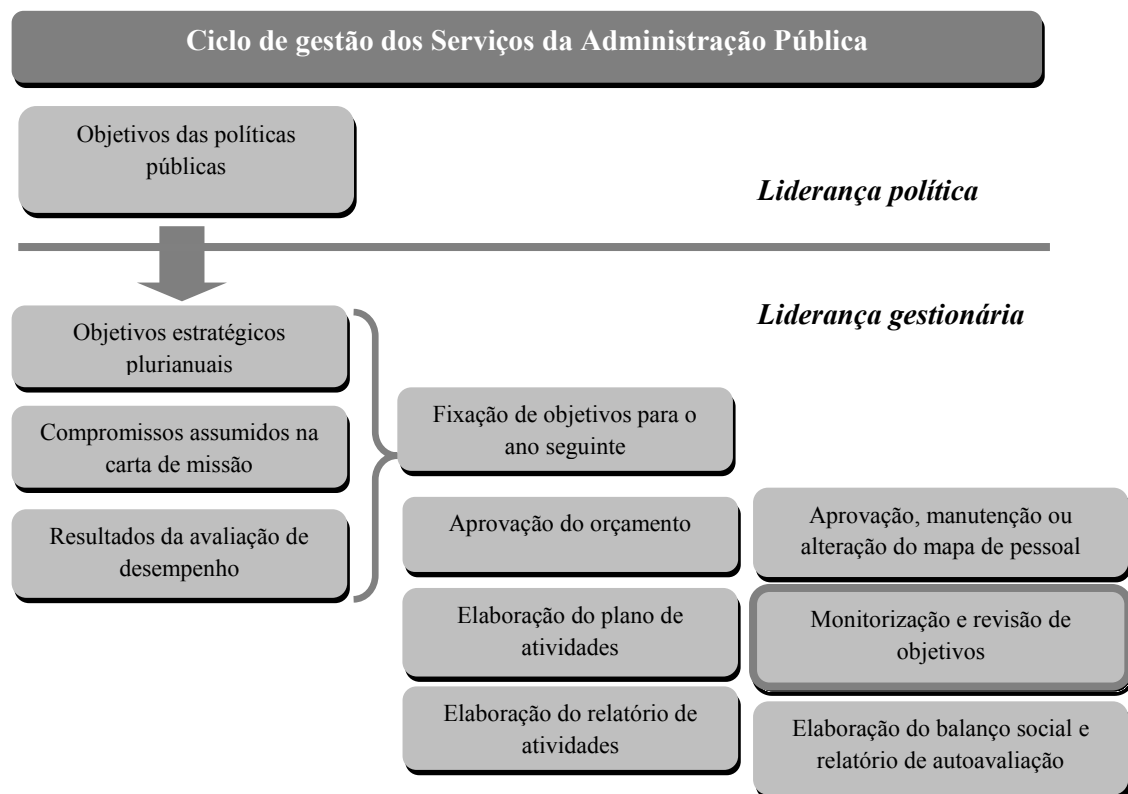 Ciclo de gestão dos Serviços da Administração Pública
Objetivos das políticas
públicas
Liderança política
Liderança gestionária
Objetivos estratégicos
plurianuais
Compromissos assumidos na
carta de missão
Resultados da avaliação de
desempenho
Fixação de objetivos para o
ano seguinte
Aprovação do orçamento
Aprovação, manutenção ou
alteração do mapa de pessoal
Elaboração do plano de
atividades
Monitorização e revisão de
objetivos
Elaboração do relatório de
atividades
Elaboração do balanço social e
relatório de autoavaliação